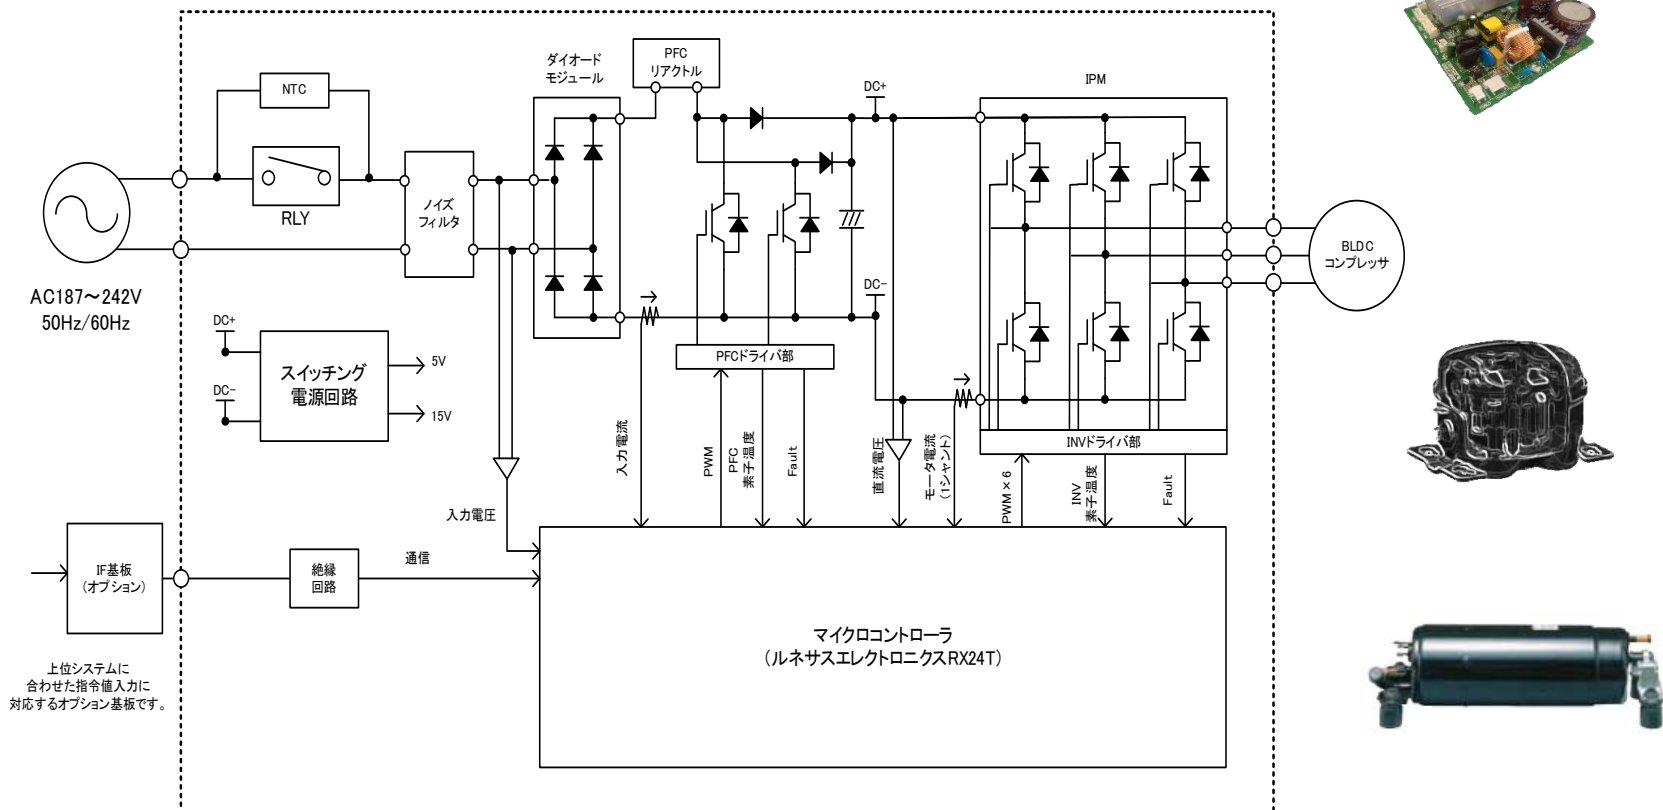 NTC
RLY
AC187～242V
50Hz/60Hz
ノイズ
フィルタ
ダイオード
モジュール
PFC
リアクトル
DC+
DC-
IPM
BLDC
コンプレッサ
DC+
DC-
スイッチング
電源回路
5V
15V
PFCドライバ部
INVドライバ部
入力電圧
入力電流
PWM
PFC
素子温度
Fault
直流電圧
モータ電流
(1シャント)
PWM×6
INV
素子温度
Fault
IF基板
(オプション)
絶縁
回路
通信
マイクロコントローラ
(ルネサスエレクトロニクスRX24T)
上位システムに
合わせた指令値入力に
対応するオプション基板です。